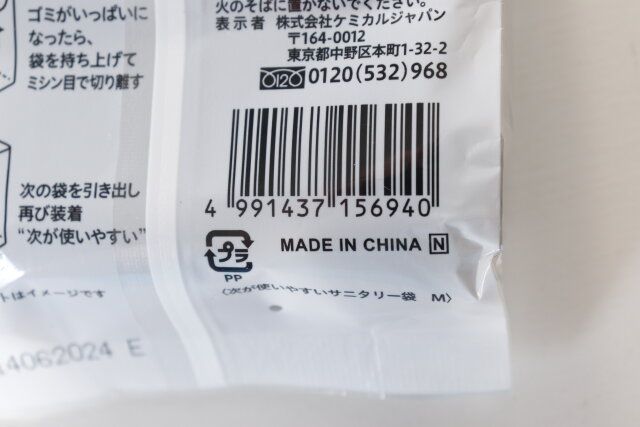 ゴミがいっぱいに
なったら、
袋を持ち上げて
ミシン目で切り離す
次の袋を引き出し
再び装着
“次が使いやすい”
トはイメージです
14062024 E
火のそばに置かないでください。
表示者 株式会社ケミカルジャパン
〒164-0012
東京都中野区本町1-32-2
0120(532)968
4 991437 156940
プラ
PP
MADE IN CHINA N
〈次が使いやすいサニタリー袋 M〉